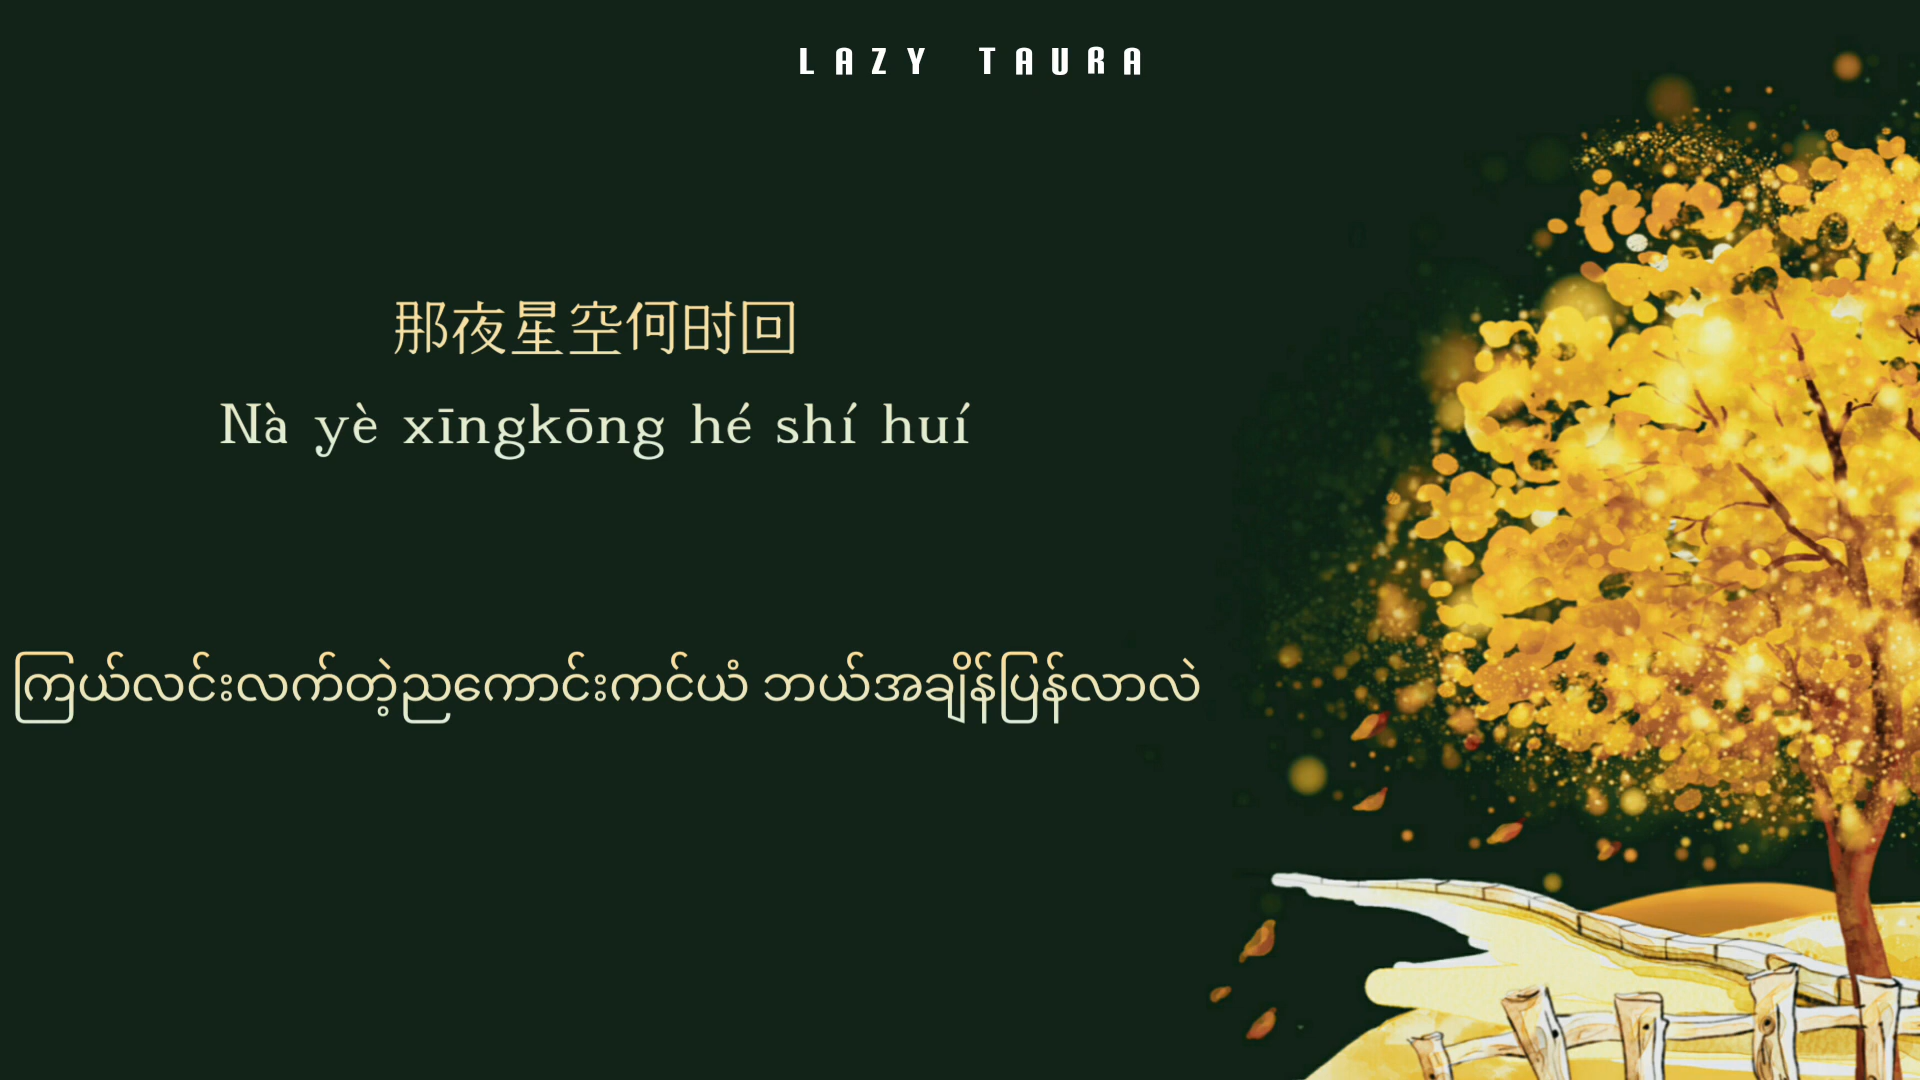 LAZY TAURA
那夜星空何时回
Nà yè xīngkōng hé shí huí
ကြယ်လင်းလက်တဲ့ညကောင်းကင်ယံ ဘယ်အချိန်ပြန်လာလဲ